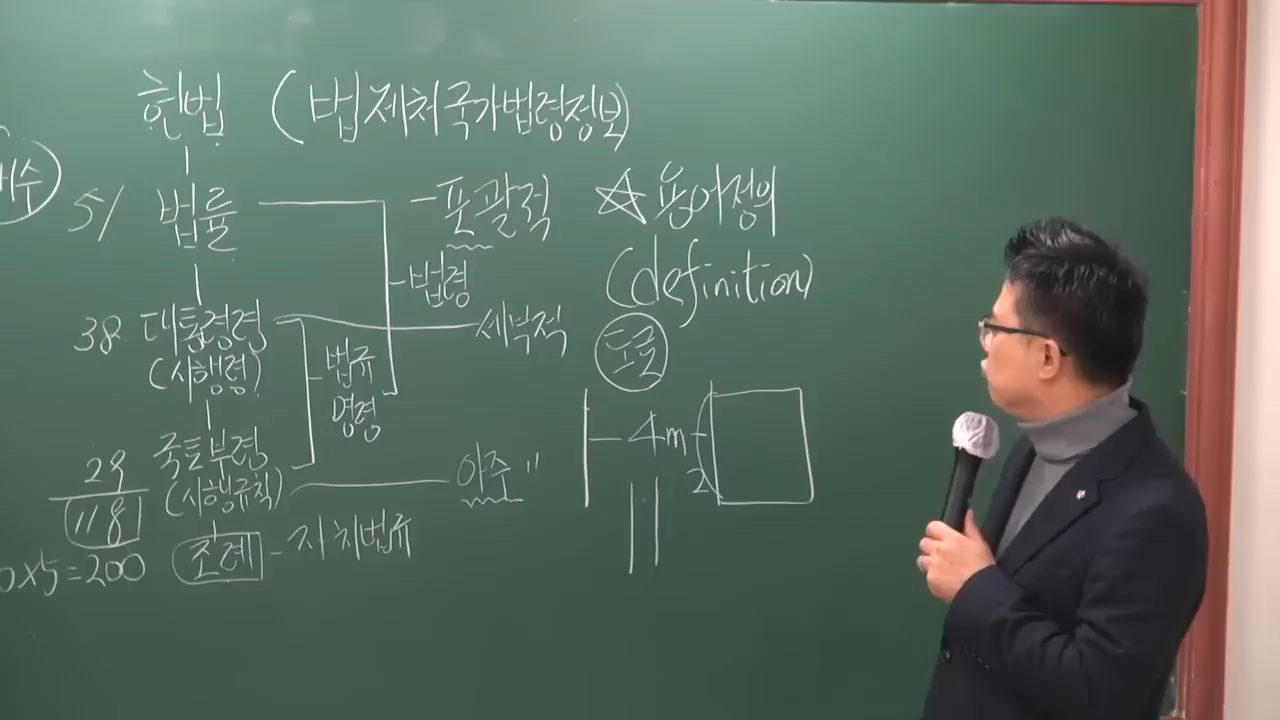 헌법 (법제처국가법령정보)
51 법률 - 포괄적 ☆용어정의
- 법령 (definition)
38 대통령령 세부적 도로
(시행령) 법규
명령
4m
29 국토부령 아주 〃
(시행규칙) 2
118
조례 - 자치법규
0x5=200